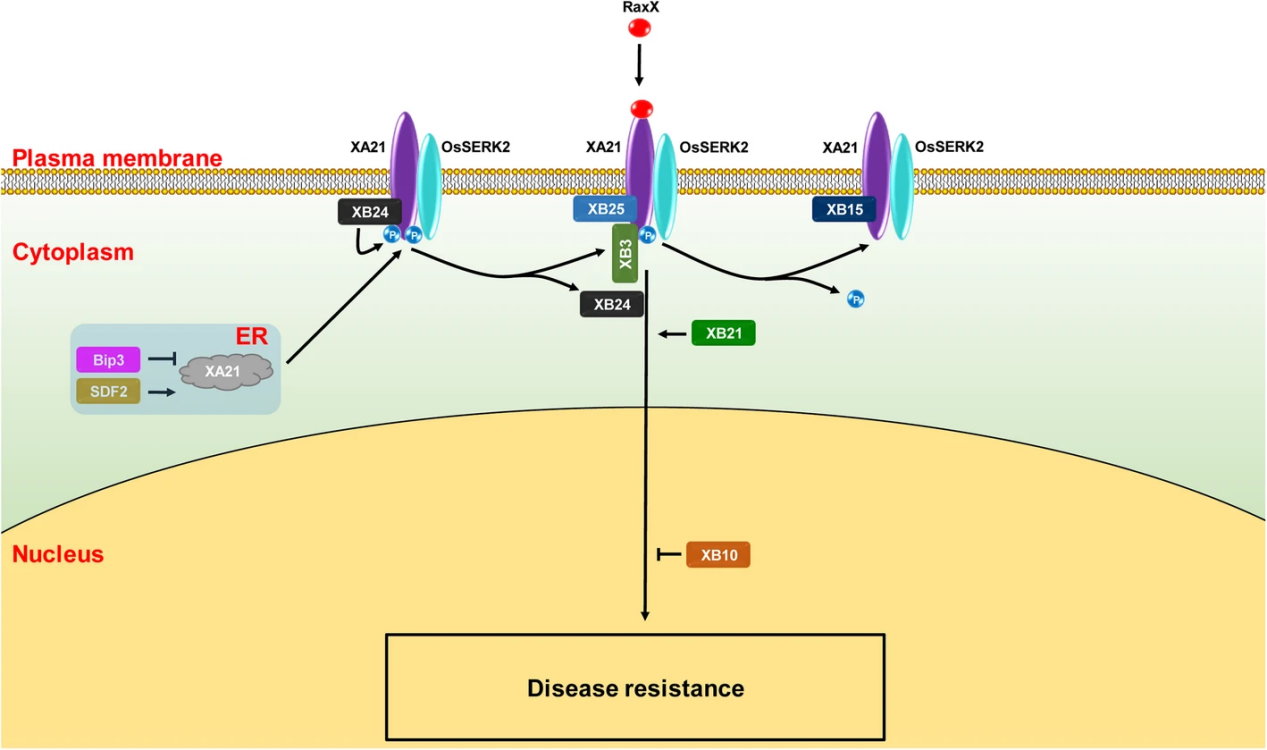 RaxX
XA21
OsSERK2
XA21
OsSERK2
XA21
OsSERK2
Plasma membrane
XB24
XB25
XB15
P
P
P
Cytoplasm
XB3
XB24
P
XB21
ER
Bip3
XA21
SDF2
Nucleus
XB10
Disease resistance